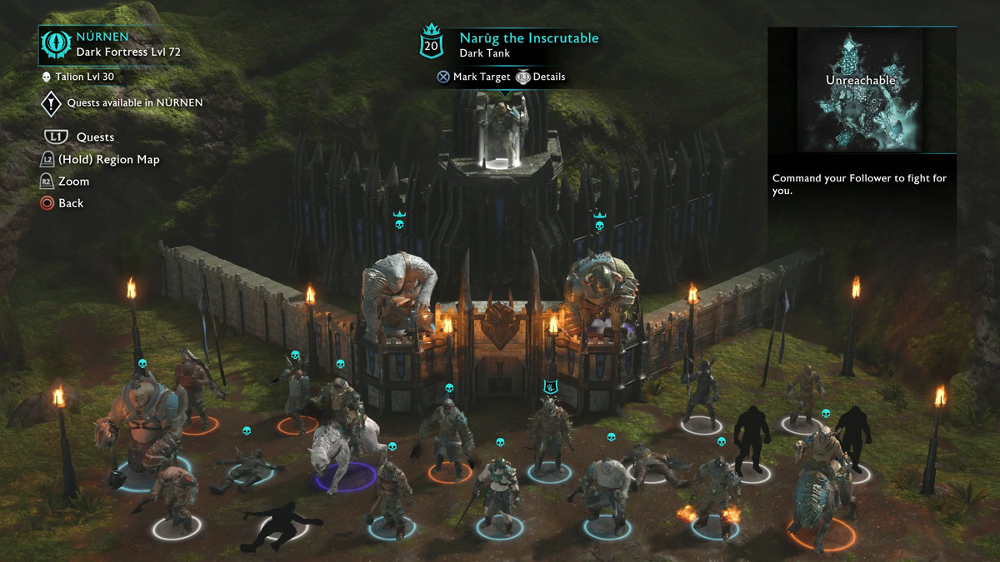 NÚRNEN
Dark Fortress Lvl 72
Talion Lvl 30
Quests available in NÚRNEN
L1 Quests
L2 (Hold) Region Map
R2 Zoom
Back
20
Narûg the Inscrutable
Dark Tank
Mark Target R3 Details
Unreachable
Command your Follower to fight for
you.